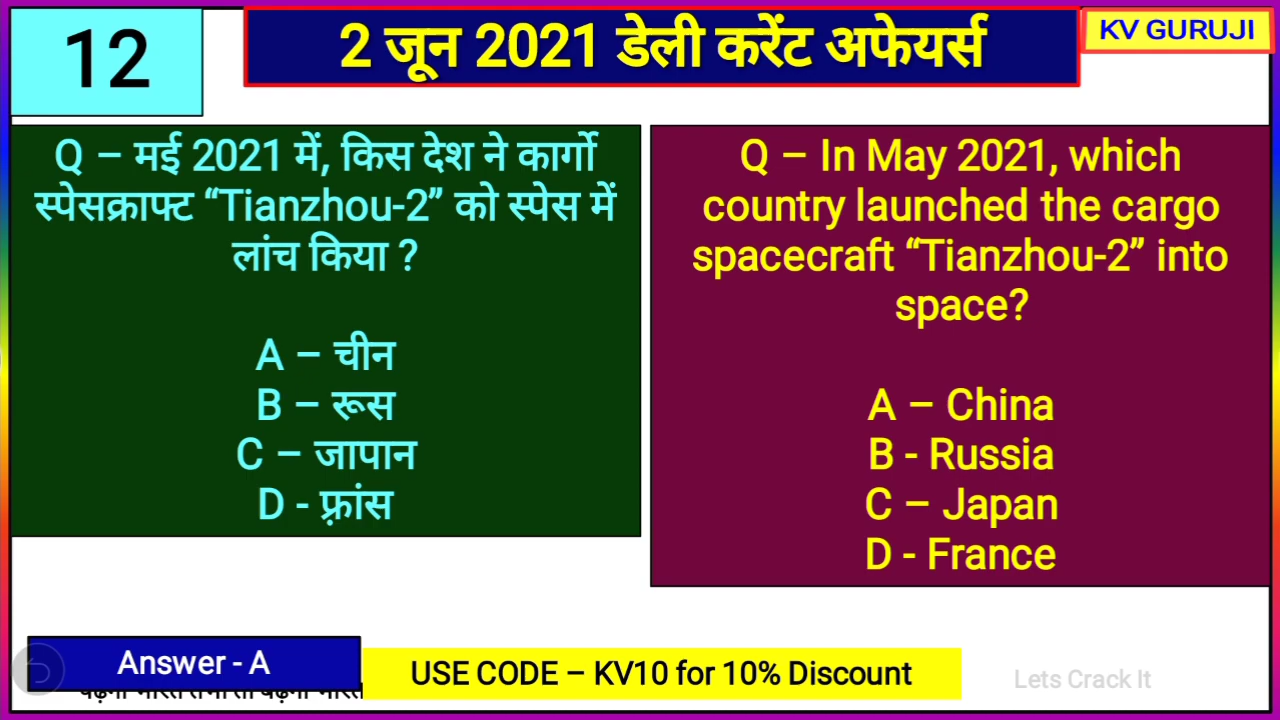 12
2 जून 2021 डेली करेंट अफेयर्स
KV GURUJI
Q – मई 2021 में, किस देश ने कार्गो
स्पेसक्राफ्ट “Tianzhou-2” को स्पेस में
लांच किया ?
A – चीन
B – रूस
C – जापान
D - फ़्रांस
Q – In May 2021, which
country launched the cargo
spacecraft “Tianzhou-2” into
space?
A – China
B - Russia
C – Japan
D - France
Answer - A
USE CODE – KV10 for 10% Discount
Lets Crack It